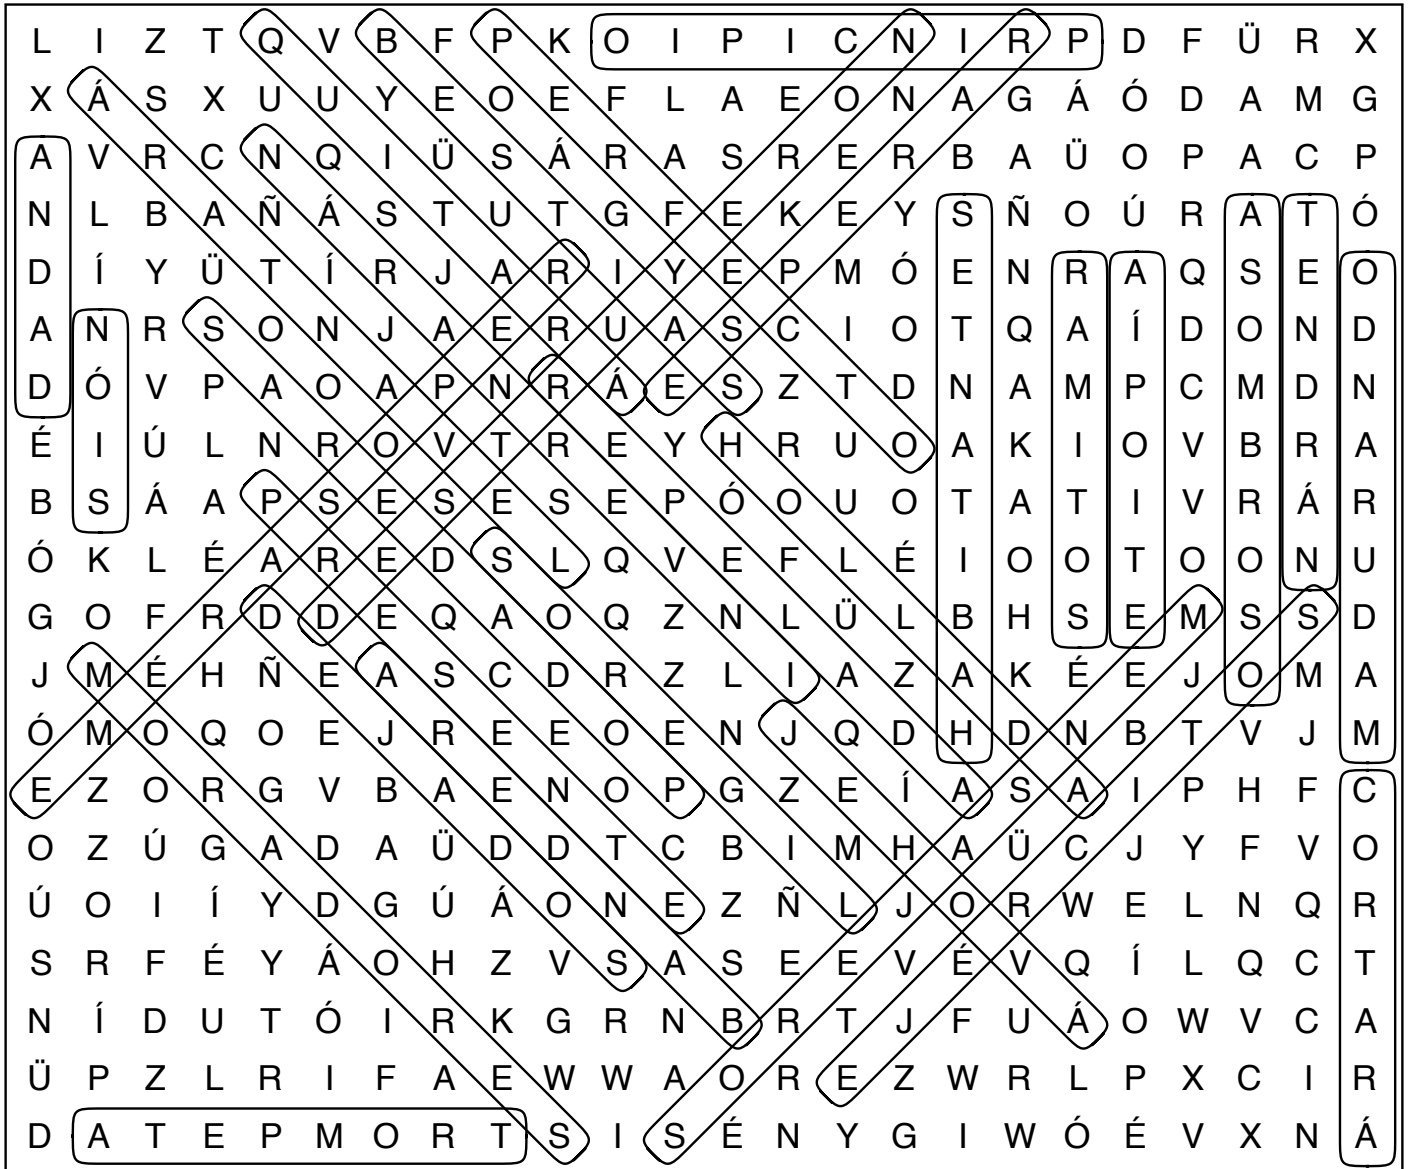 L I Z T Q V B F P K O I P I C N I R P D F Ü R X
X Á S X U U Y E O E F L A E O N A G Á Ó D A M G
A V R C N Q I Ü S Á R A S R E R B A Ü O P A C P
N L B A Ñ Á S T U T G F E K E Y S Ñ O Ú R A T Ó
D Í Y Ü T Í R J A R I Y E P M Ó E N R A Q S E O
A N R S O N J A E R U A S C I O T Q A Í D O N D
D Ó V P A O A P N R Á E S Z T D N A M P C M D N
É I Ú L N R O V T R E Y H R U O A K I O V B R A
B S Á A P S E S E S E P Ó O U O T A T I V R Á R
Ó K L É A R E D S L Q V E F L É I O O T O O N U
G O F R D D E Q A O Q Z N L Ü L B H S E M S S D
J M É H Ñ E A S C D R Z L I A Z A K É E J O M A
Ó M O Q O E J R E E O E N J Q D H D N B T V J M
E Z O R G V B A E N O P G Z E Í A S A I P H F C
O Z Ú G A D A Ü D D T C B I M H A Ü C J Y F V O
Ú O I Í Y D G Ú Á O N E Z Ñ L J O R W E L N Q R
S R F É Y Á O H Z V S A S E E V É V Q Í L Q C T
N Í D U T Ó I R K G R N B R T J F U Á O W V C A
Ü P Z L R I F A E W W A O R E Z W R L P X C I R
D A T E P M O R T S I S É N Y G I W Ó É V X N Á